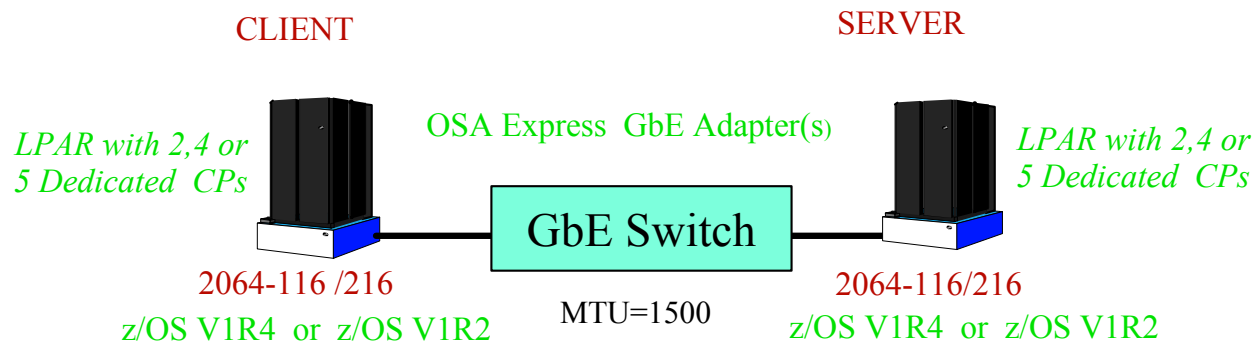 CLIENT
SERVER
LPAR with 2,4 or
5 Dedicated CPs
OSA Express GbE Adapter(s)
LPAR with 2,4 or
5 Dedicated CPs
GbE Switch
2064-116 /216
z/OS V1R4 or z/OS V1R2
MTU=1500
2064-116/216
z/OS V1R4 or z/OS V1R2